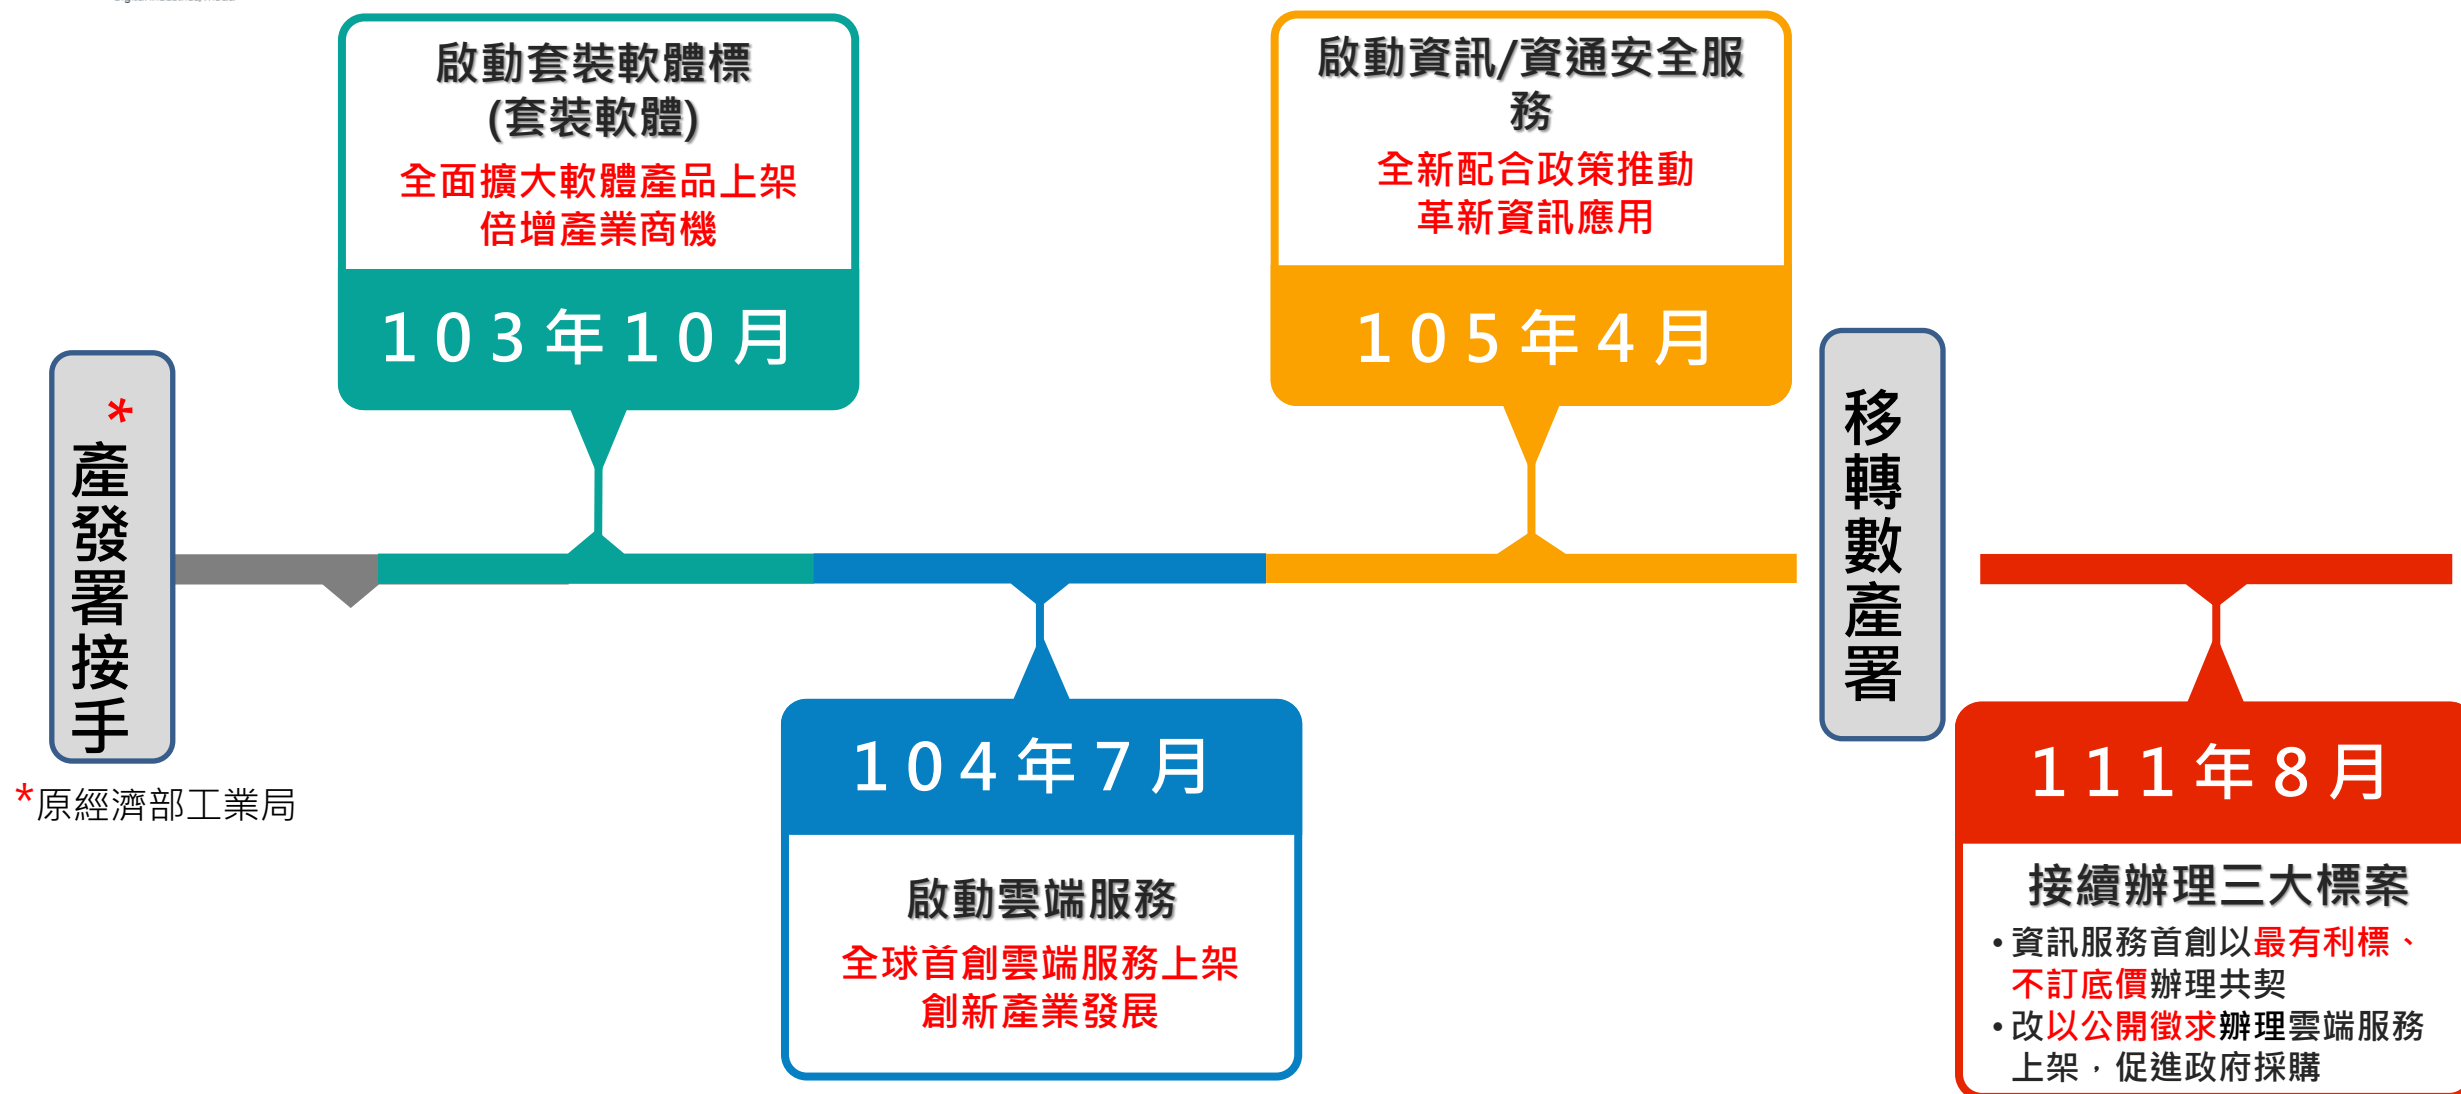 啟動套裝軟體標
(套裝軟體)
全面擴大軟體產品上架
倍增產業商機
103年10月
啟動資訊/資通安全服
務
全新配合政策推動
革新資訊應用
105年4月
*
產發署接手
*原經濟部工業局
移轉數產署
104年7月
啟動雲端服務
全球首創雲端服務上架
創新產業發展
111年8月
接續辦理三大標案
•資訊服務首創以最有利標、
不訂底價辦理共契
•改以公開徵求辦理雲端服務
上架，促進政府採購